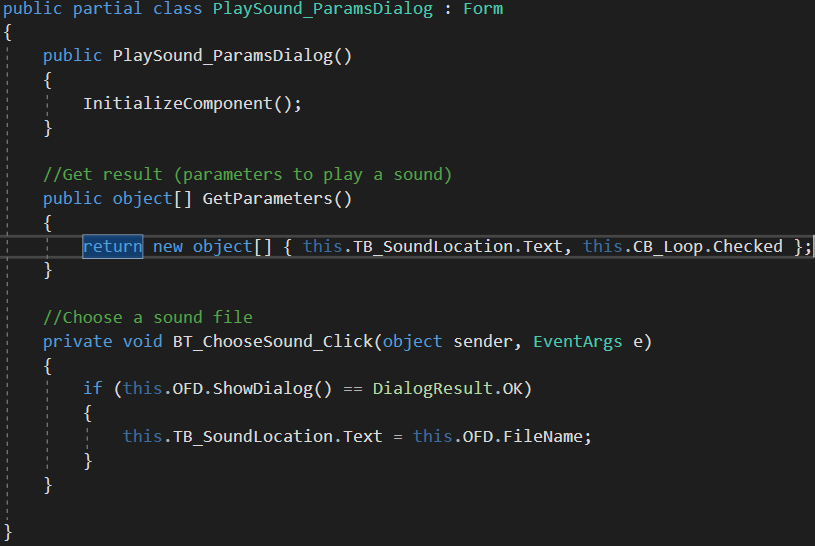 public partial class PlaySound_ParamsDialog : Form
{
    public PlaySound_ParamsDialog()
    {
        InitializeComponent();
    }

    //Get result (parameters to play a sound)
    public object[] GetParameters()
    {
        return new object[] { this.TB_SoundLocation.Text, this.CB_Loop.Checked };
    }

    //Choose a sound file
    private void BT_ChooseSound_Click(object sender, EventArgs e)
    {
        if (this.OFD.ShowDialog() == DialogResult.OK)
        {
            this.TB_SoundLocation.Text = this.OFD.FileName;
        }
    }

}